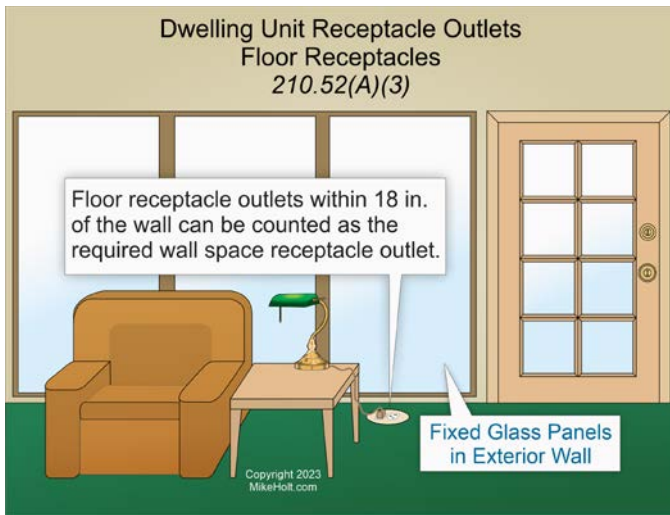 Dwelling Unit Receptacle Outlets
Floor Receptacles
210.52(A)(3)
Floor receptacle outlets within 18 in.
of the wall can be counted as the
required wall space receptacle outlet.
Fixed Glass Panels
in Exterior Wall
Copyright 2023
MikeHolt.com